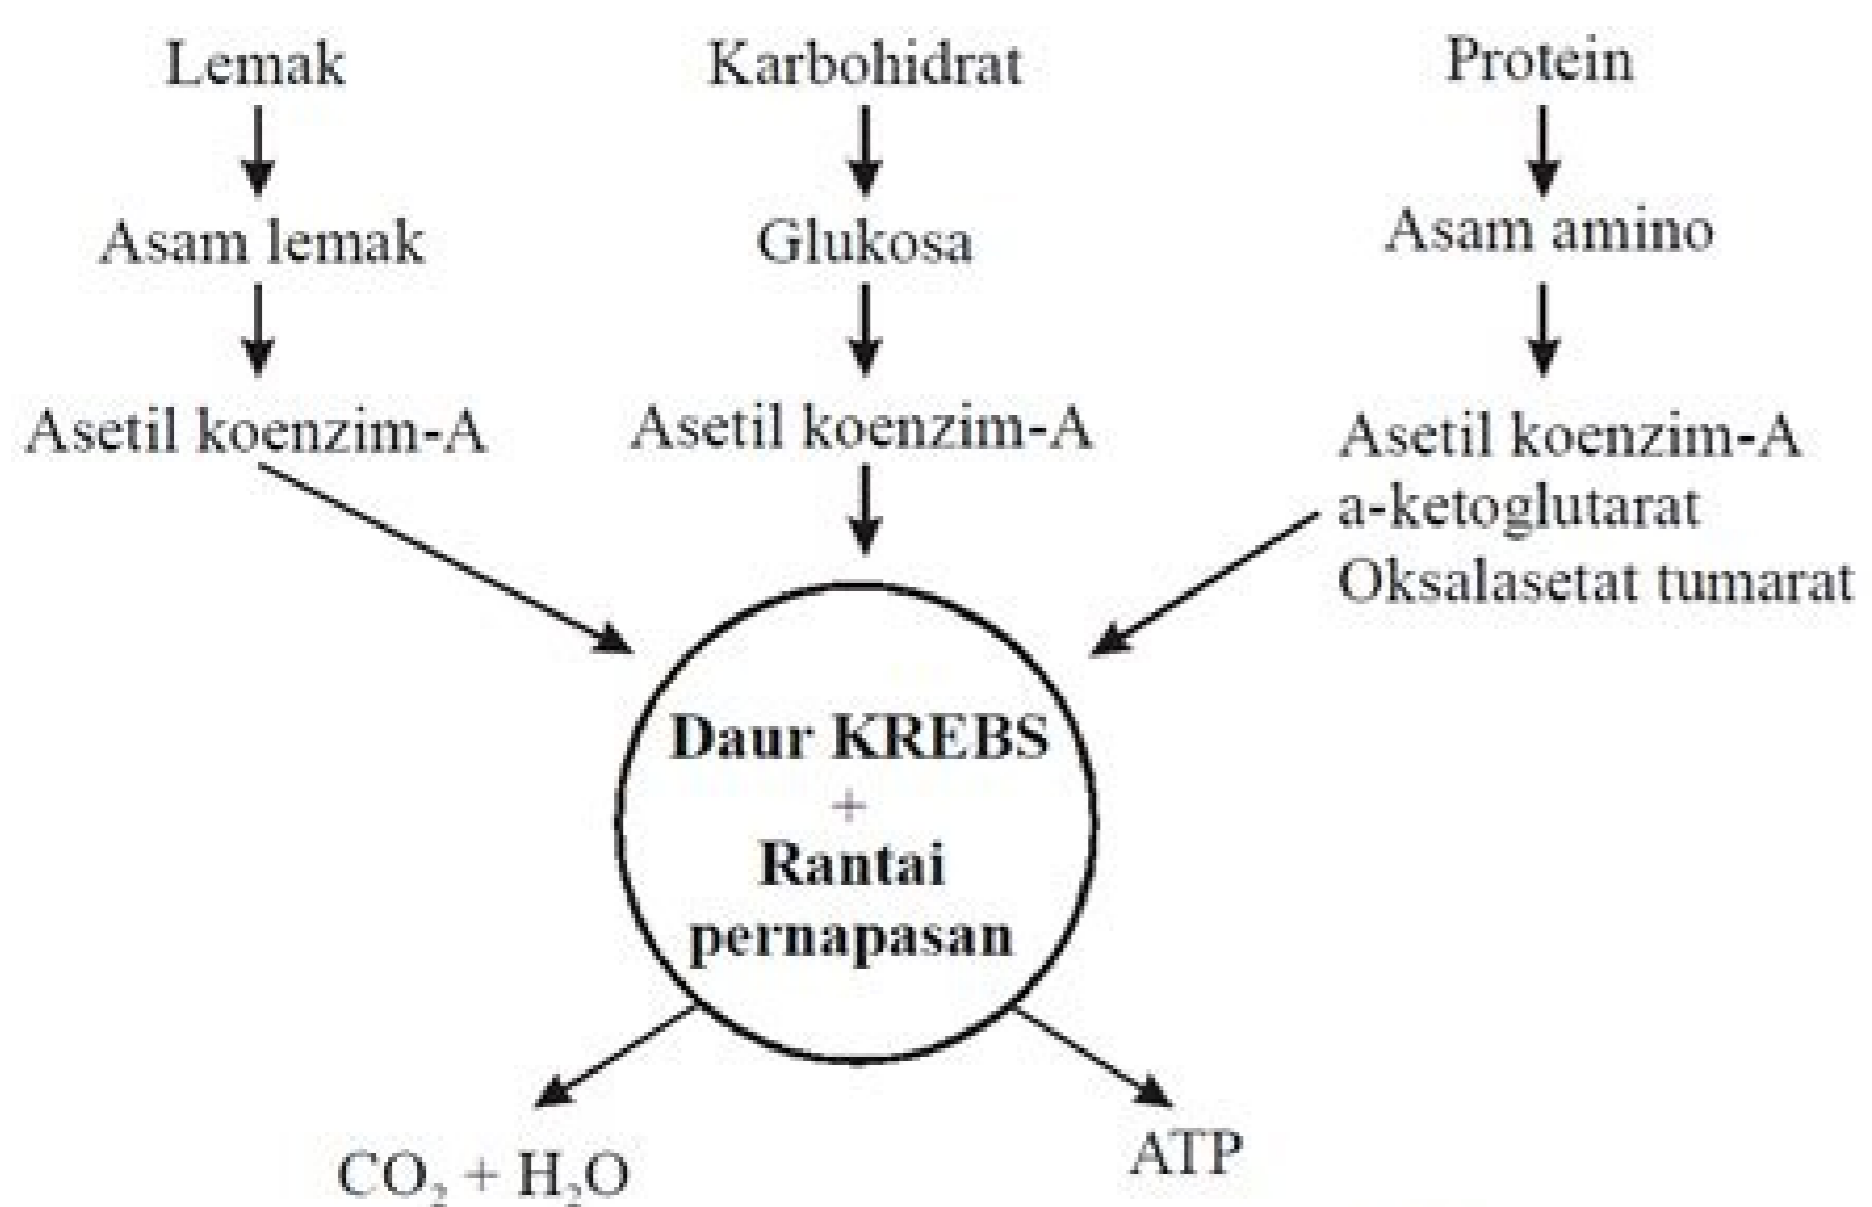 Lemak
Karbohidrat
Protein
Asam lemak
Glukosa
Asam amino
Asetil koenzim-A
Asetil koenzim-A
Asetil koenzim-A
a-ketoglutarat
Oksalasetat tumarat
Daur KREBS
+
Rantai
pernapasan
CO₂ + H₂O
ATP